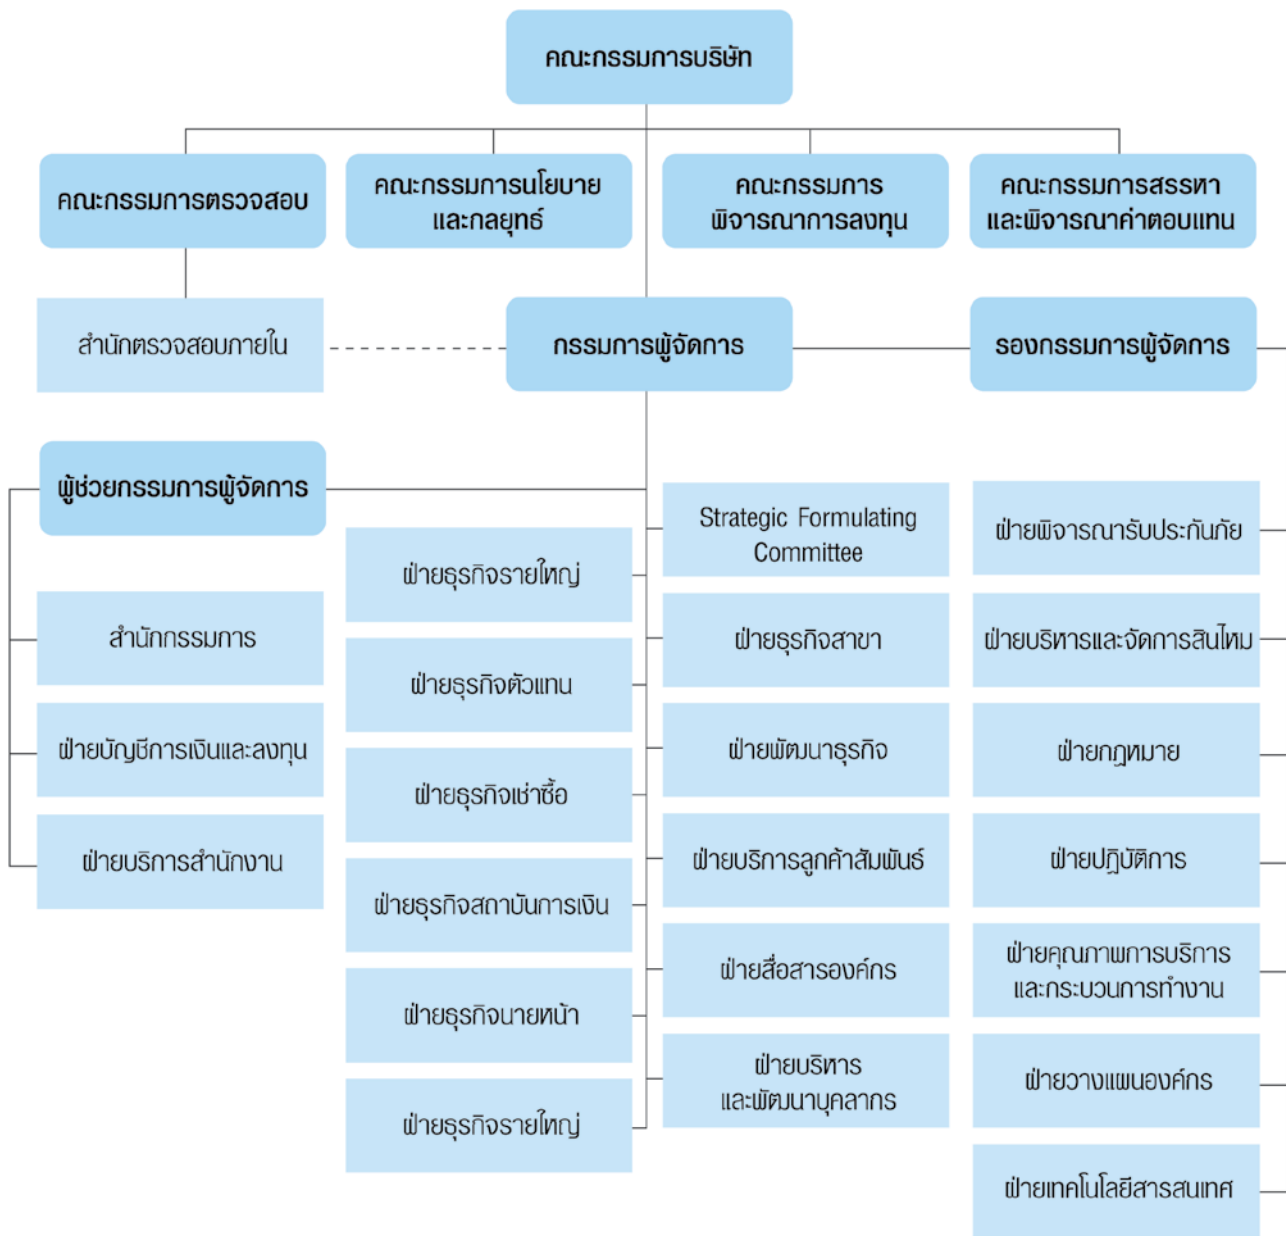 คณะกรรมการบริษัท
คณะกรรมการตรวจสอบ
คณะกรรมการนโยบาย
และกลยุทธ์
คณะกรรมการ
พิจารณาการลงทุน
คณะกรรมการสรรหา
และพิจารณาค่าตอบแทน
สำนักตรวจสอบภายใน
กรรมการผู้จัดการ
รองกรรมการผู้จัดการ
ผู้ช่วยกรรมการผู้จัดการ
สำนักกรรมการ
ฝ่ายบัญชีการเงินและลงทุน
ฝ่ายบริการสำนักงาน
ฝ่ายธุรกิจรายใหญ่
ฝ่ายธุรกิจตัวแทน
ฝ่ายธุรกิจเช่าซื้อ
ฝ่ายธุรกิจสถาบันการเงิน
ฝ่ายธุรกิจนายหน้า
ฝ่ายธุรกิจรายใหญ่
Strategic Formulating
Committee
ฝ่ายธุรกิจสาขา
ฝ่ายพัฒนาธุรกิจ
ฝ่ายบริการลูกค้าสัมพันธ์
ฝ่ายสื่อสารองค์กร
ฝ่ายบริหาร
และพัฒนาบุคลากร
ฝ่ายพิจารณารับประกันภัย
ฝ่ายบริหารและจัดการสินไหม
ฝ่ายกฎหมาย
ฝ่ายปฏิบัติการ
ฝ่ายคุณภาพการบริการ
และกระบวนการทำงาน
ฝ่ายวางแผนองค์กร
ฝ่ายเทคโนโลยีสารสนเทศ